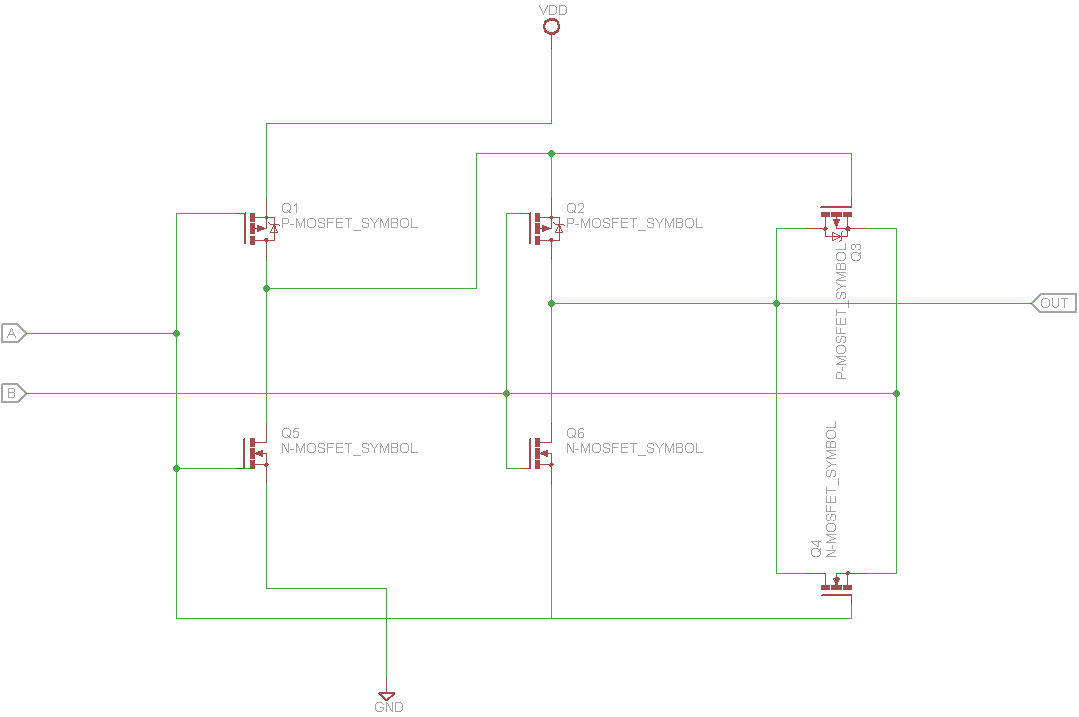 VDD
Q1
P-MOSFET_SYMBOL
Q2
P-MOSFET_SYMBOL
Q3
P-MOSFET_SYMBOL
OUT
A
B
Q5
N-MOSFET_SYMBOL
Q6
N-MOSFET_SYMBOL
Q4
N-MOSFET_SYMBOL
GND